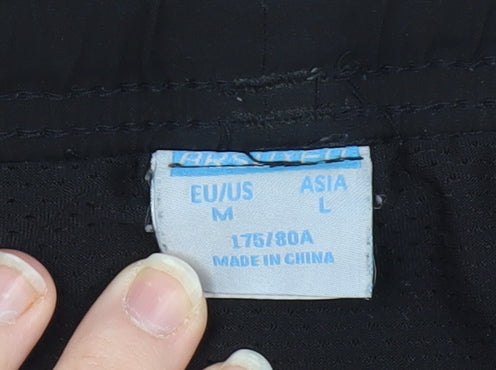 EU/US ASIA
M L
175/80A
MADE IN CHINA